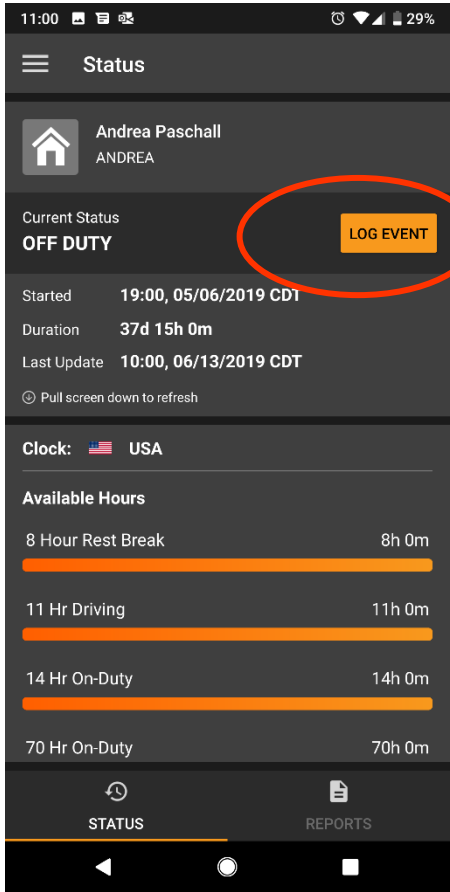 11:00 29%
Status
Andrea Paschall
ANDREA
Current Status
OFF DUTY
LOG EVENT
Started 19:00, 05/06/2019 CDT
Duration 37d 15h 0m
Last Update 10:00, 06/13/2019 CDT
Pull screen down to refresh
Clock: USA
Available Hours
8 Hour Rest Break 8h 0m
11 Hr Driving 11h 0m
14 Hr On-Duty 14h 0m
70 Hr On-Duty 70h 0m
STATUS REPORTS